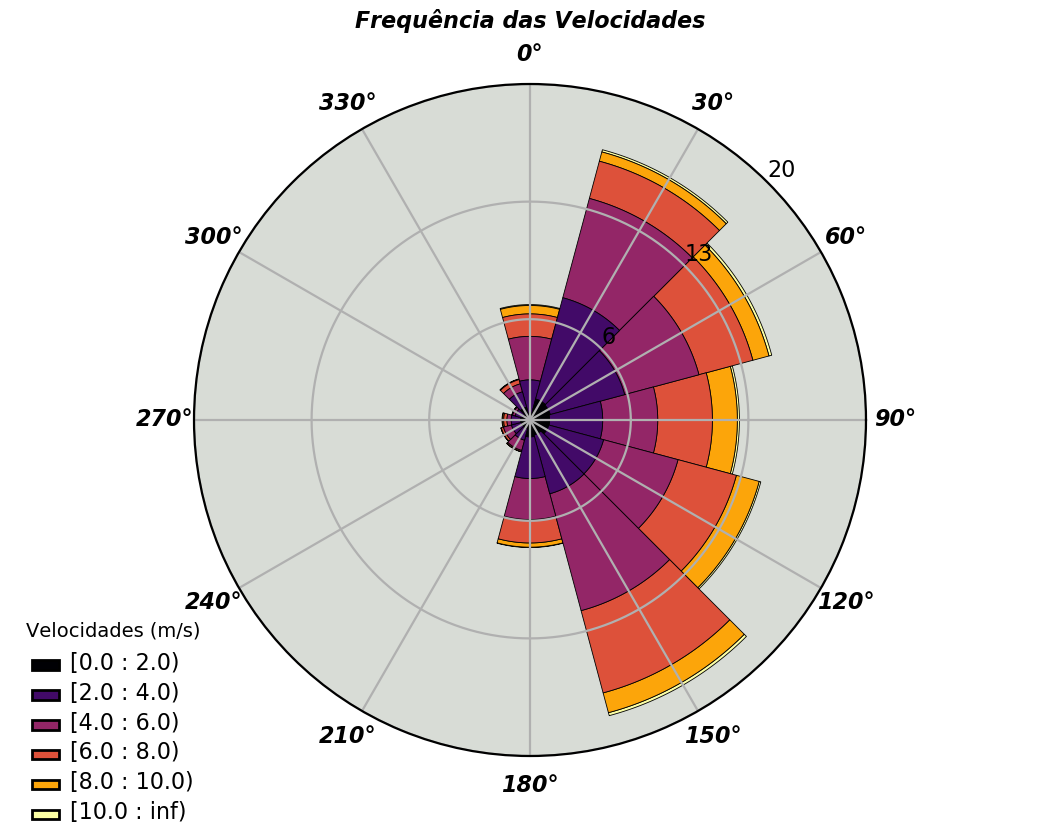 Frequência das Velocidades
0°
330°
30°
20
300°
60°
13
6
270°
90°
240°
120°
210°
150°
180°
Velocidades (m/s)
[0.0 : 2.0)
[2.0 : 4.0)
[4.0 : 6.0)
[6.0 : 8.0)
[8.0 : 10.0)
[10.0 : inf)